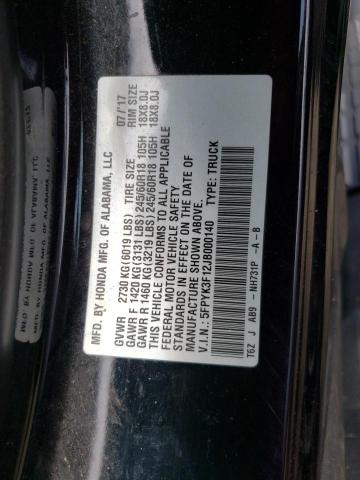 MFD. BY HONDA MFG. OF ALABAMA, LLC 07/'17
GVWR 2730 KG(6019 LBS) TIRE SIZE RIM SIZE
GAWR F 1420 KG(3131 LBS) 245/60R18 105H 18X8.0J
GAWR R 1460 KG(3219 LBS) 245/60R18 105H 18X8.0J
THIS VEHICLE CONFORMS TO ALL APPLICABLE
FEDERAL MOTOR VEHICLE SAFETY
STANDARDS IN EFFECT ON THE DATE OF
MANUFACTURE SHOWN ABOVE.
V.I.N.: 5FPYK3F12JB000140 TYPE: TRUCK
T6Z J A89 -NH731P -A-B